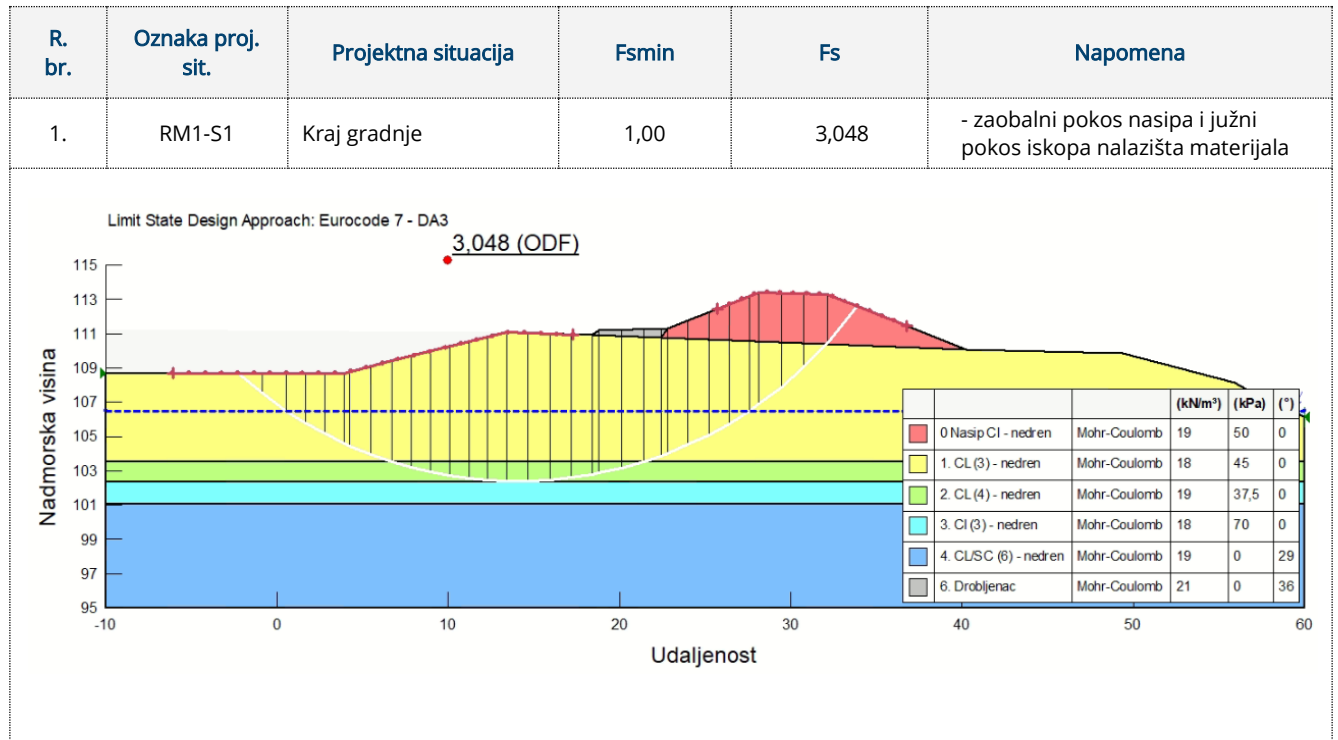 R. br.
Oznaka proj. sit.
Projektna situacija
Fsmin
Fs
Napomena
1.
RM1-S1
Kraj gradnje
1,00
3,048
- zaobalni pokos nasipa i južni
pokos iskopa nalazišta materijala
Limit State Design Approach: Eurocode 7 - DA3
3,048 (ODF)
115
113
111
109
107
105
103
101
99
97
95
Nadmorska visina
-10 0 10 20 30 40 50 60
Udaljenost
(kN/m³) (kPa) (°)
0 Nasip CI - nedren Mohr-Coulomb 19 50 0
1. CL (3) - nedren Mohr-Coulomb 18 45 0
2. CL (4) - nedren Mohr-Coulomb 19 37,5 0
3. CI (3) - nedren Mohr-Coulomb 18 70 0
4. CL/SC (6) - nedren Mohr-Coulomb 19 0 29
6. Drobljenac Mohr-Coulomb 21 0 36